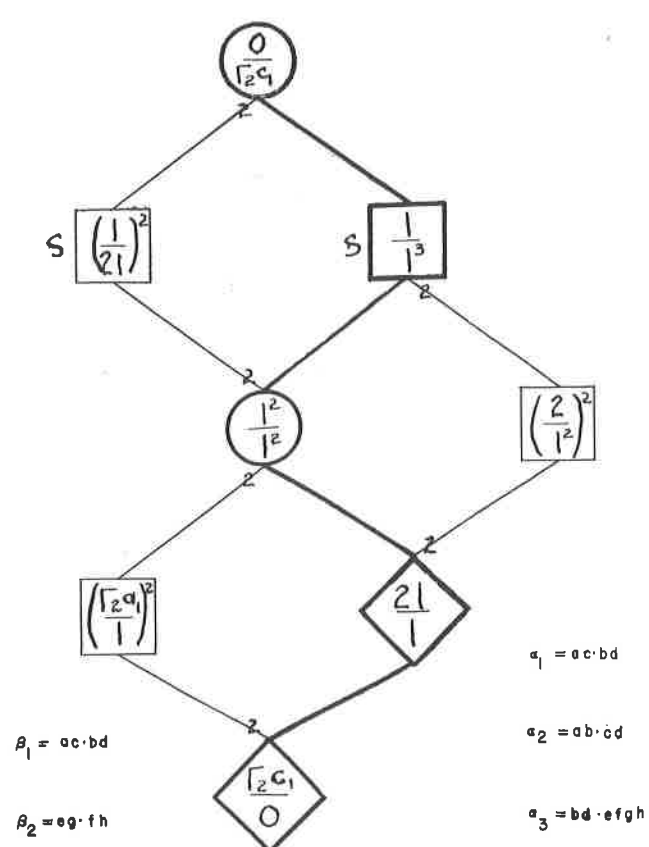 0
Γ₂c₁
2
S (1/21)² S 1/1³
2
2
1²/1²
(2/1²)²
2
2
(Γ₂a₁/1)²
21/1
α₁ = ac·bd
2
β₁ = ac·bd
α₂ = ab·cd
Γ₂c₁/0
β₂ = eg·fh
α₃ = bd·efgh